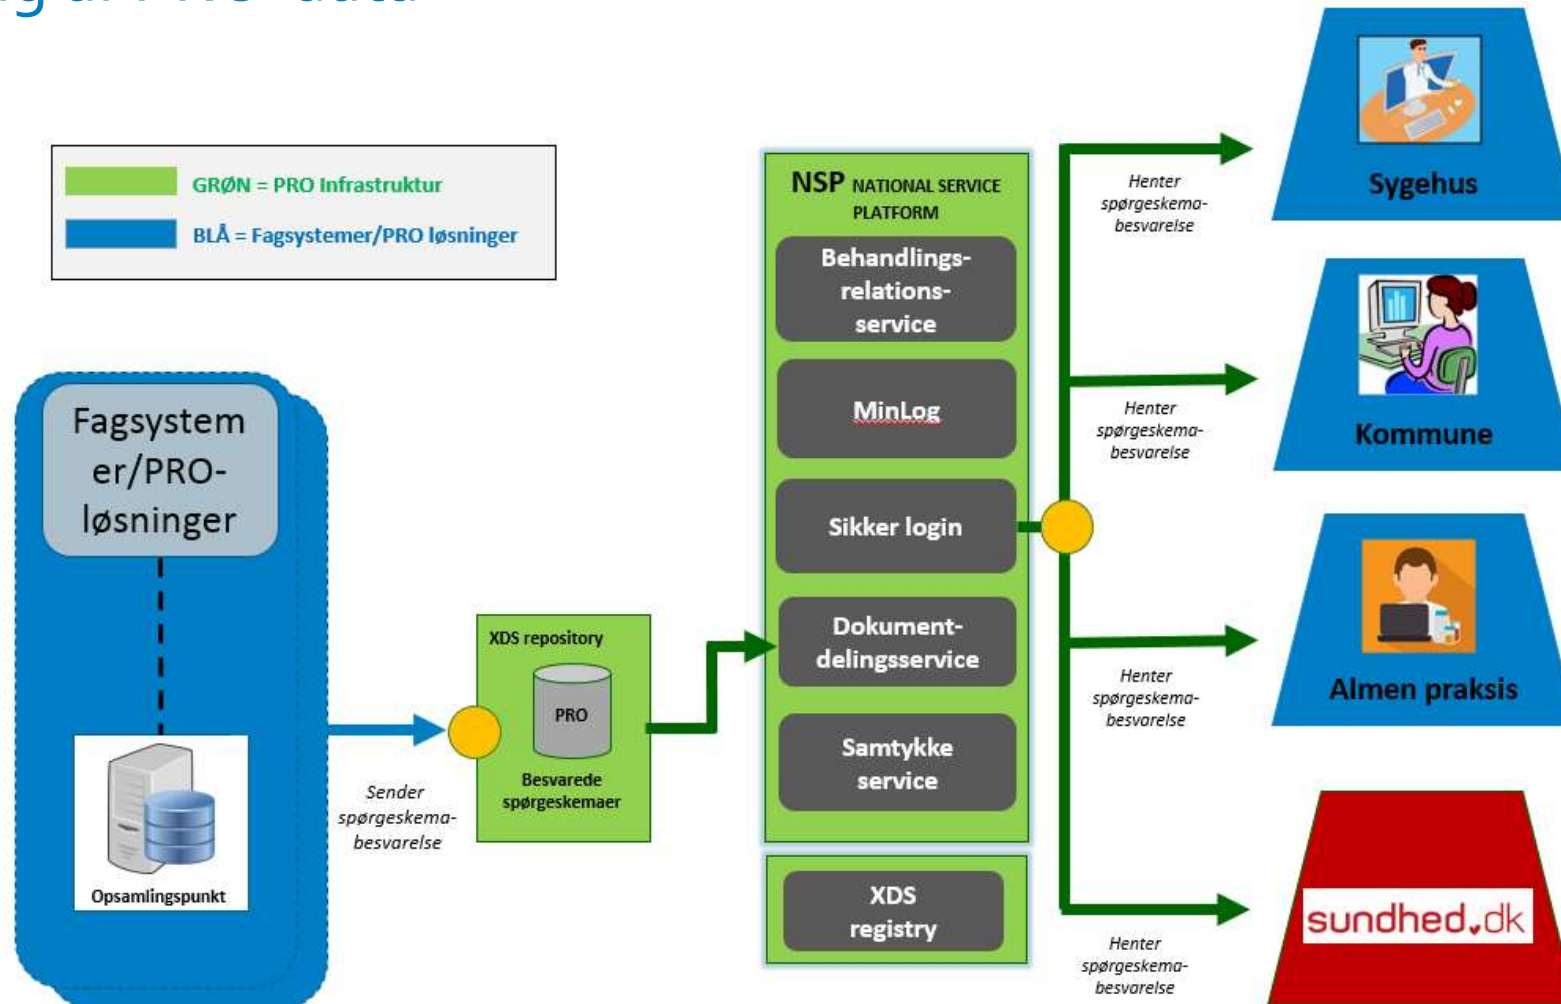 GRØN = PRO Infrastruktur
BLÅ = Fagsystemer/PRO løsninger
Fagsystem
er/PRO-
løsninger
Opsamlingspunkt
Sender
spørgeskema-
besvarelse
XDS repository
PRO
Besvarede
spørgeskemaer
NSP NATIONAL SERVICE
PLATFORM
Behandlings-
relations-
service
MinLog
Sikker login
Dokument-
delingsservice
Samtykke
service
XDS
registry
Henter
spørgeskema-
besvarelse
Sygehus
Henter
spørgeskema-
besvarelse
Kommune
Henter
spørgeskema-
besvarelse
Almen praksis
Henter
spørgeskema-
besvarelse
sundhed.dk